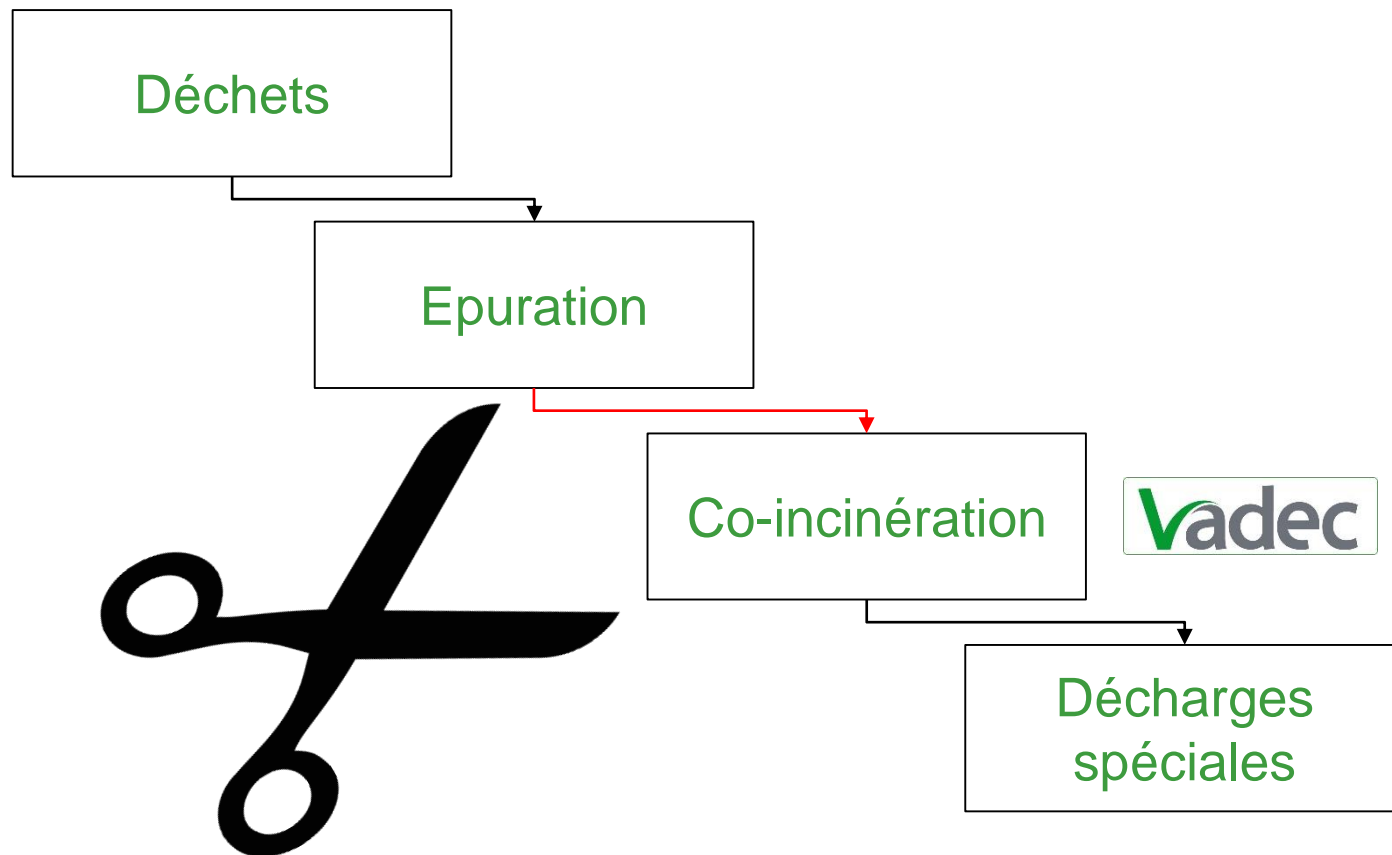 Déchets
Epuration
Co-incinération
Vadec
Décharges
spéciales